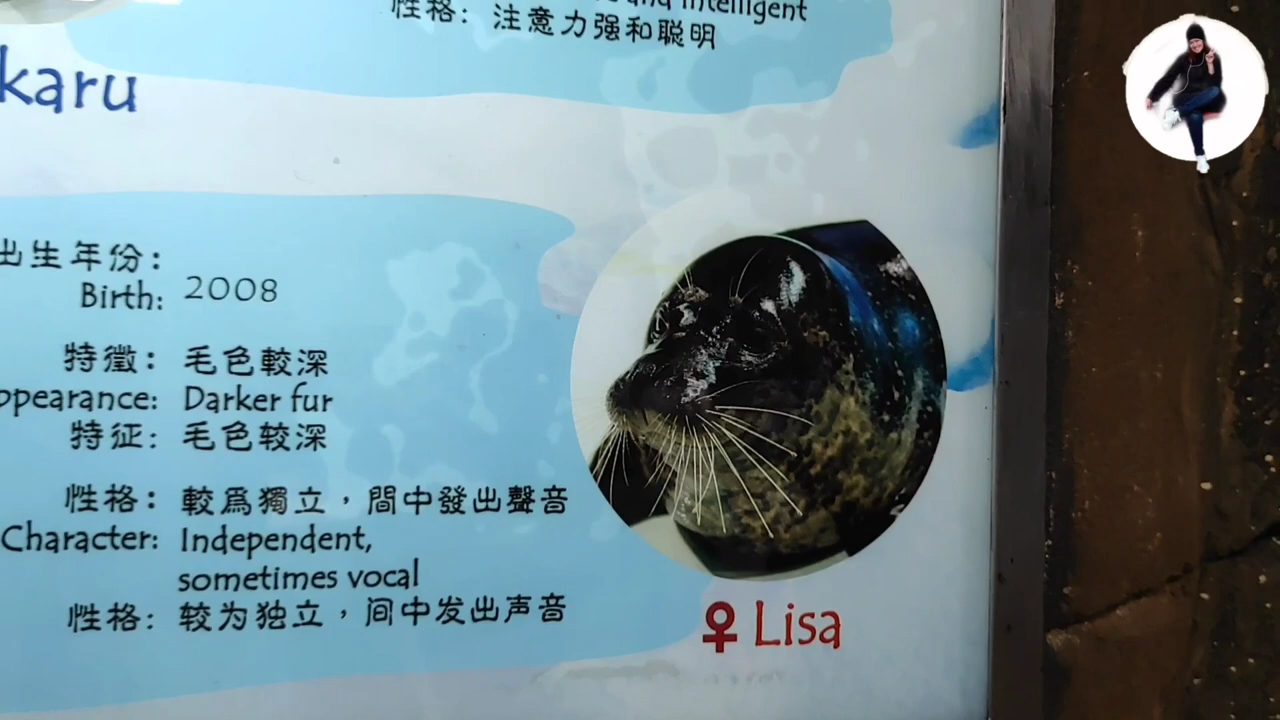 and intelligent
性格: 注意力强和聪明
karu
出生年份:
Birth: 2008
特徵: 毛色較深
ppearance: Darker fur
特征: 毛色较深
性格: 較爲獨立，間中發出聲音
Character: Independent,
sometimes vocal
性格: 较为独立，间中发出声音
♀ Lisa